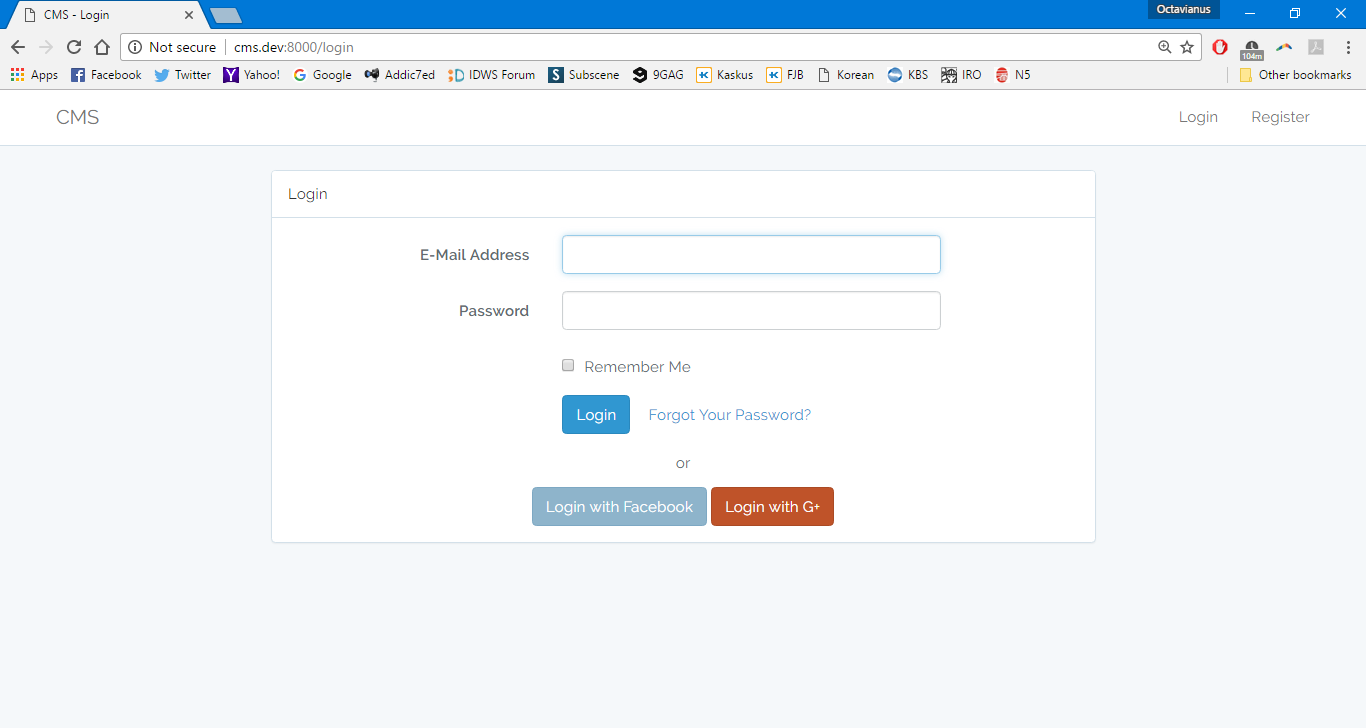 CMS - Login
Octavianus
Not secure cms.dev:8000/login
104m
Apps Facebook Twitter Yahoo! Google Addic7ed IDWS Forum Subscene 9GAG Kaskus FJB Korean KBS IRO N5 Other bookmarks
CMS Login Register
Login
E-Mail Address
Password
Remember Me
Login Forgot Your Password?
or
Login with Facebook Login with G+